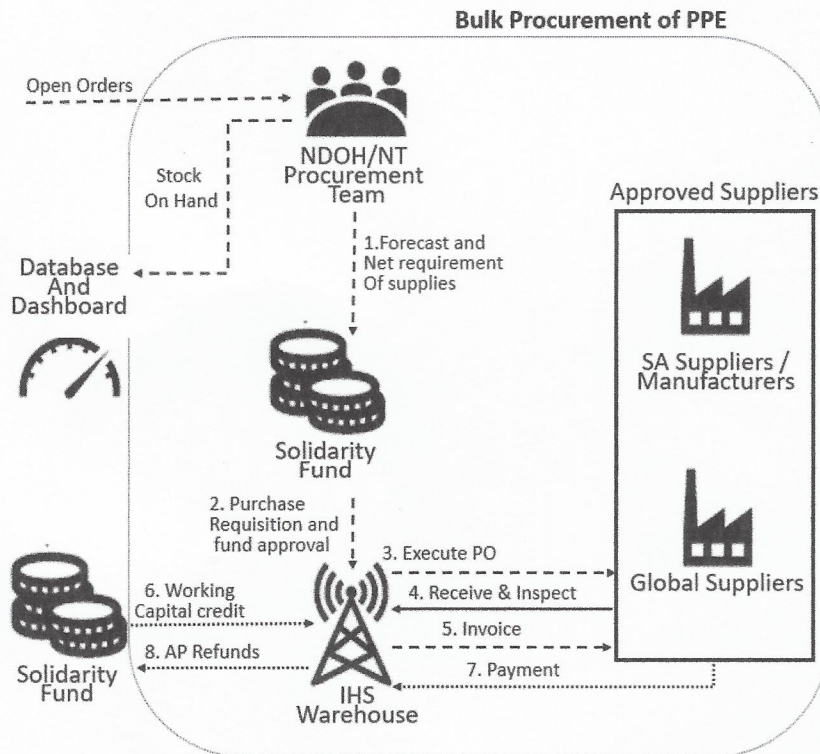 Bulk Procurement of PPE
Open Orders
NDOH/NT
Procurement
Team
Stock
On Hand
Approved Suppliers
1.Forecast and
Net requirement
Of supplies
Database
And
Dashboard
SA Suppliers /
Manufacturers
Solidarity
Fund
2. Purchase
Requisition and
fund approval
3. Execute PO
Global Suppliers
4. Receive & Inspect
6. Working
Capital credit
5. Invoice
8. AP Refunds
7. Payment
Solidarity
Fund
IHS
Warehouse